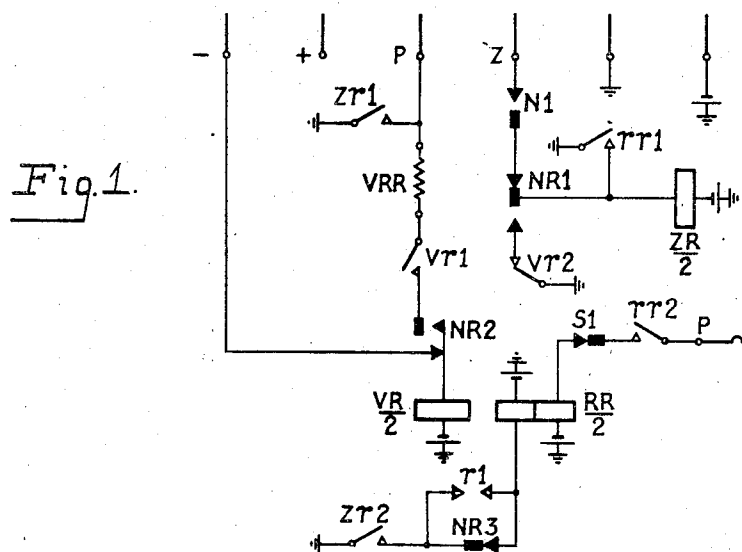 Fig. 1.
- + P Z
Zr1
N1
rr1
VRR
NR1
ZR
2
Vr1
Vr2
S1
rr2
P
NR2
VR
2
RR
2
r1
Zr2
NR3